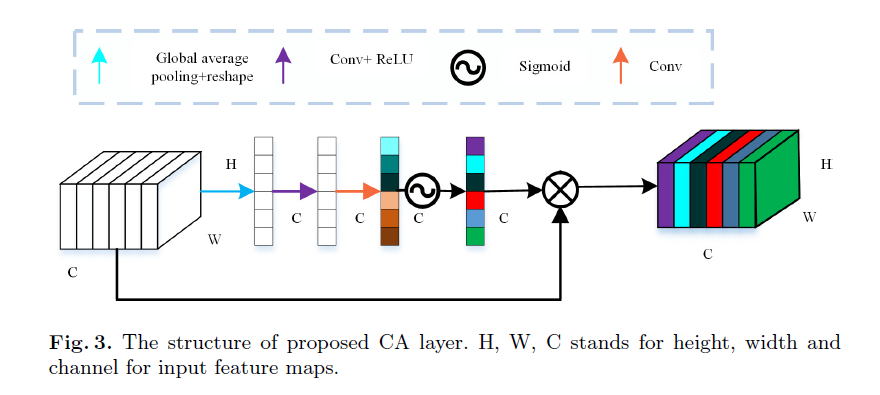 Global average
pooling+reshape
Conv+ ReLU
Sigmoid
Conv
H
W
C
C
C
C
C
H
W
C
Fig. 3. The structure of proposed CA layer. H, W, C stands for height, width and
channel for input feature maps.